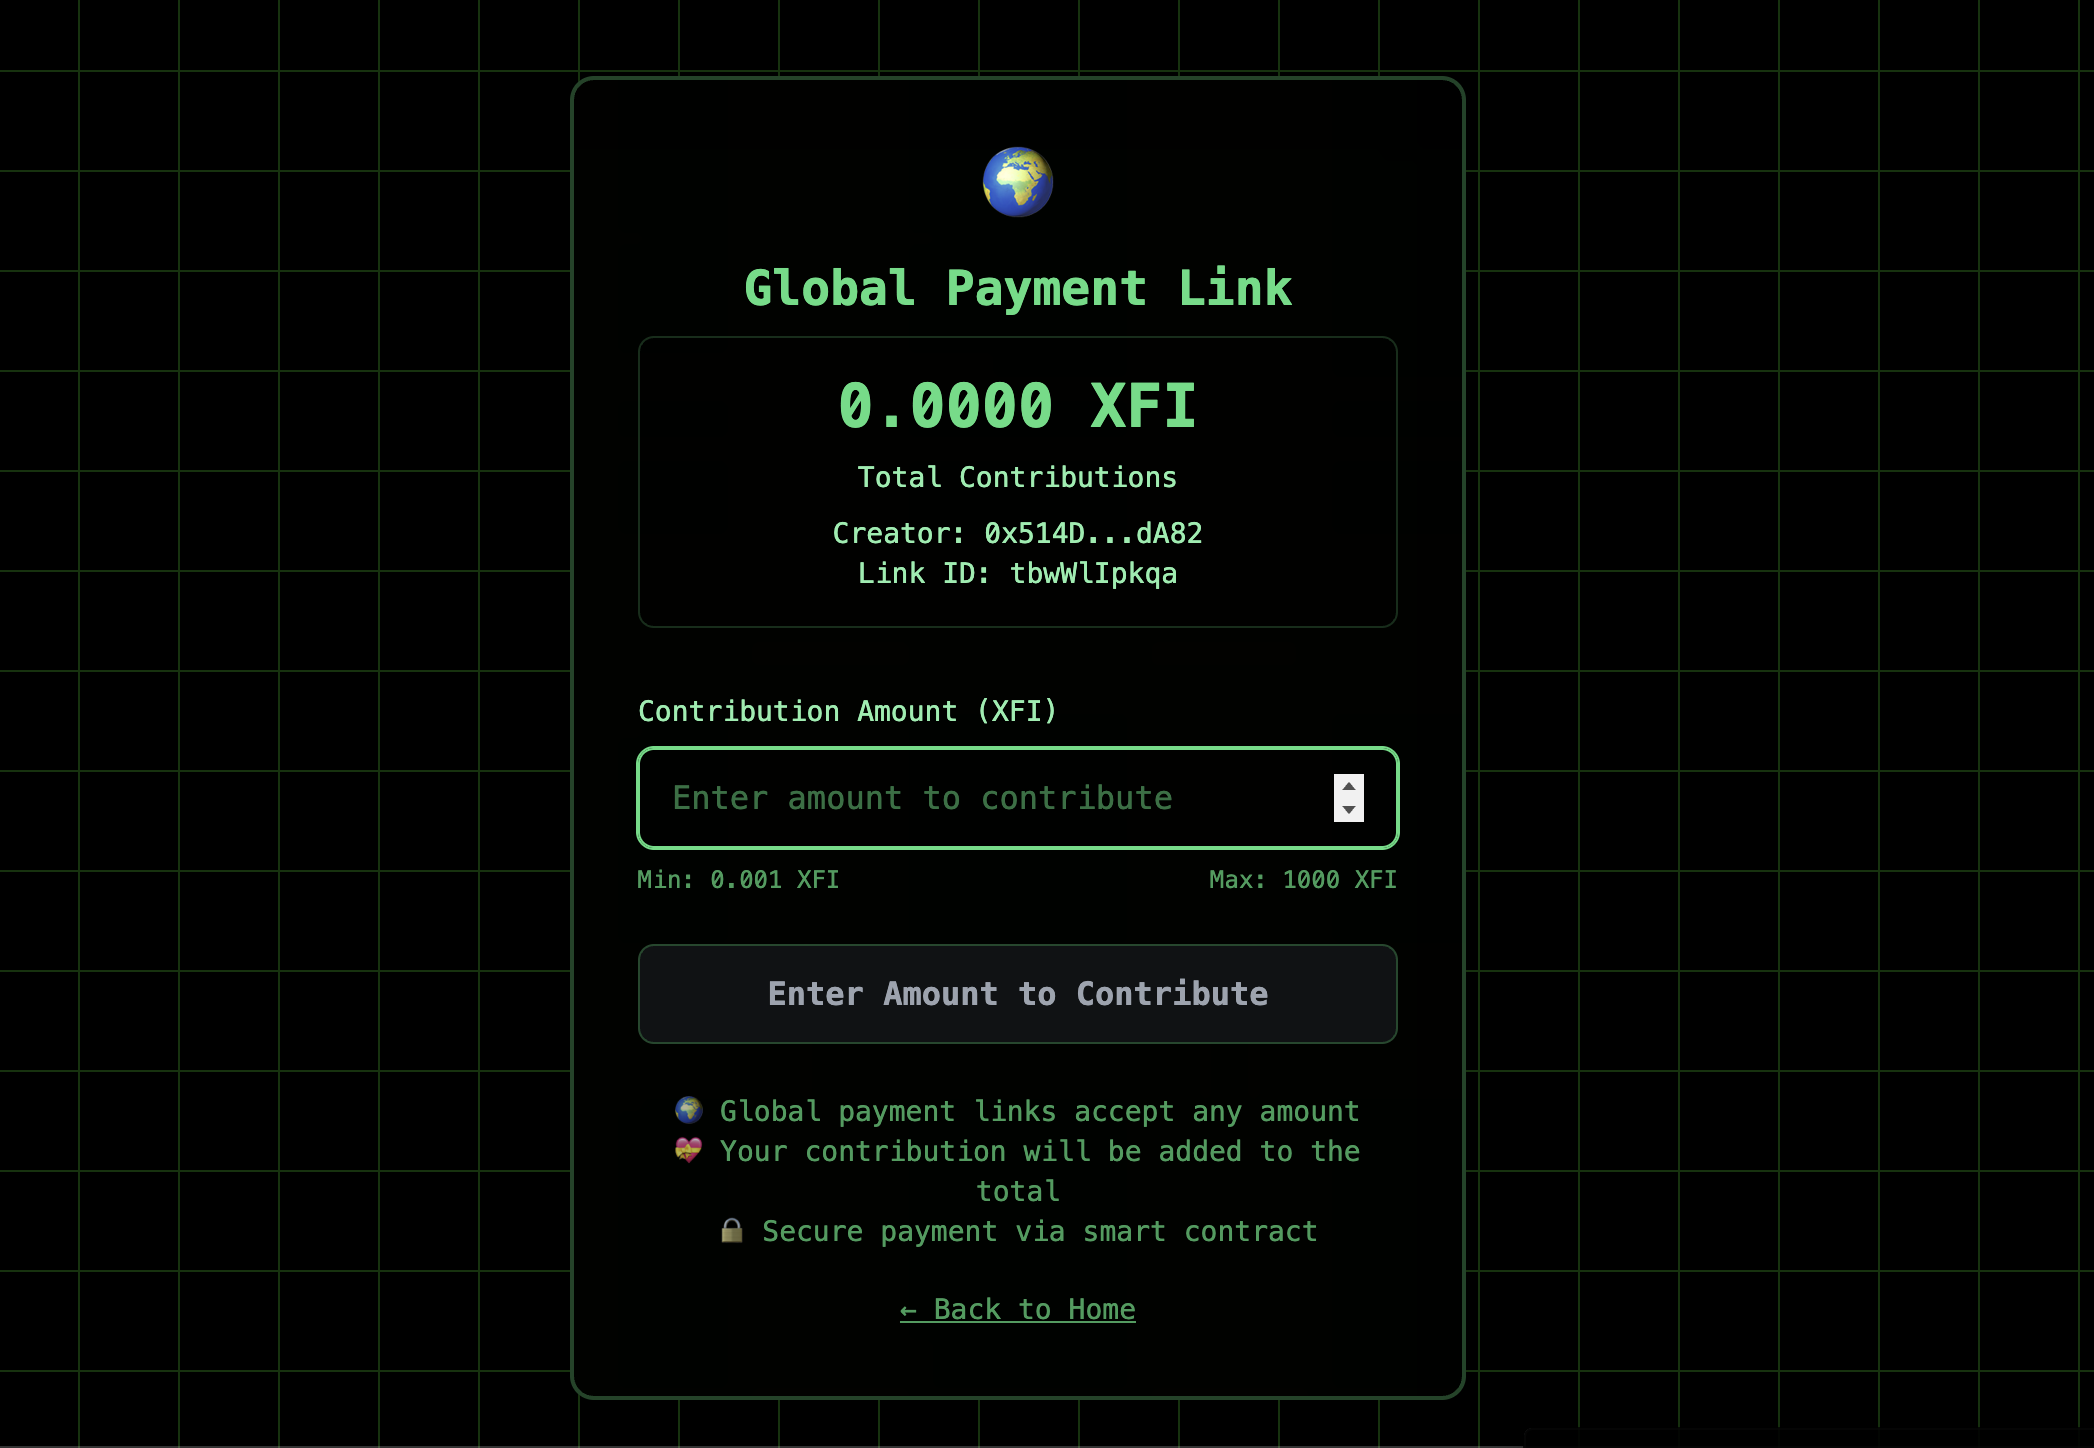 Global Payment Link
0.0000 XFI
Total Contributions
Creator: 0x514D...dA82
Link ID: tbwWlIpkqa
Contribution Amount (XFI)
Enter amount to contribute
Min: 0.001 XFI
Max: 1000 XFI
Enter Amount to Contribute
🌍 Global payment links accept any amount
💝 Your contribution will be added to the
total
🔒 Secure payment via smart contract
← Back to Home